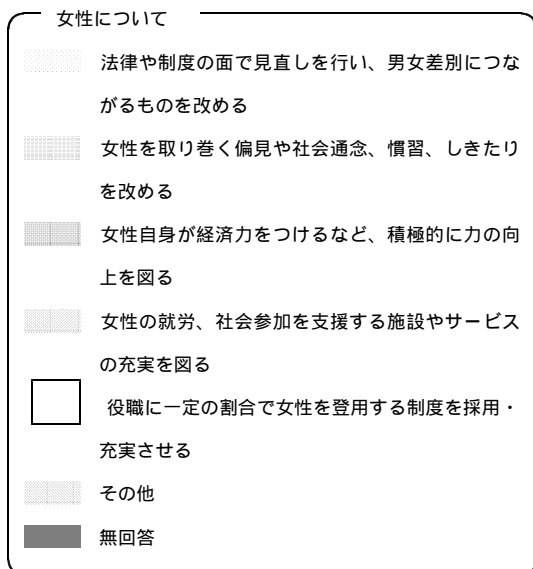 女性について
法律や制度の面で見直しを行い、男女差別につな
がるものを改める
女性を取り巻く偏見や社会通念、慣習、しきたり
を改める
女性自身が経済力をつけるなど、積極的に力の向
上を図る
女性の就労、社会参加を支援する施設やサービス
の充実を図る
役職に一定の割合で女性を登用する制度を採用・
充実させる
その他
無回答